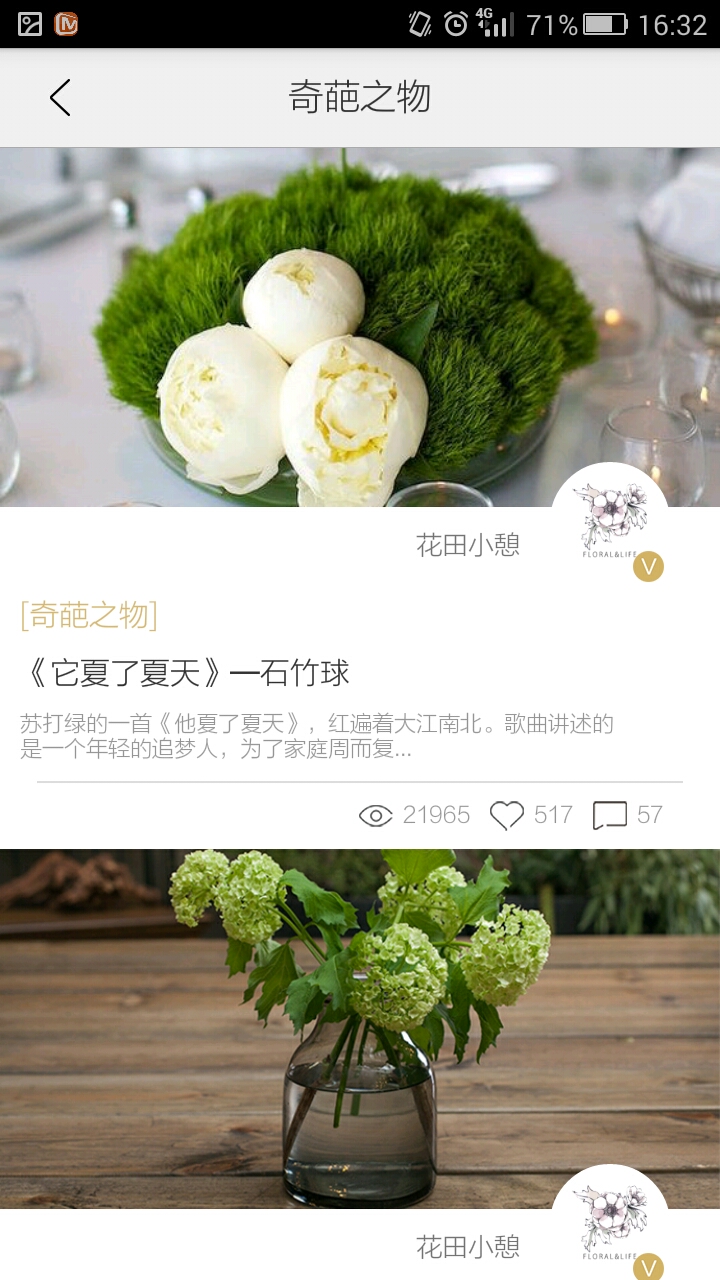 4G
71%
16:32
奇葩之物
FLORAL&LIFE
花田小憩
V
[奇葩之物]
《它夏了夏天》—石竹球
苏打绿的一首《他夏了夏天》，红遍着大江南北。歌曲讲述的
是一个年轻的追梦人，为了家庭周而复...
21965
517
57
花田小憩
FLORAL&LIFE
V